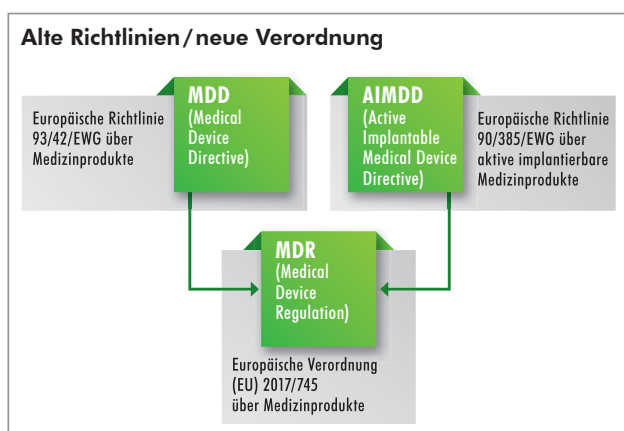 Alte Richtlinien/neue Verordnung
Europäische Richtlinie
93/42/EWG über
Medizinprodukte
MDD
(Medical
Device
Directive)
AIMDD
(Active
Implantable
Medical Device
Directive)
Europäische Richtlinie
90/385/EWG über
aktive implantierbare
Medizinprodukte
MDR
(Medical
Device
Regulation)
Europäische Verordnung
(EU) 2017/745
über Medizinprodukte